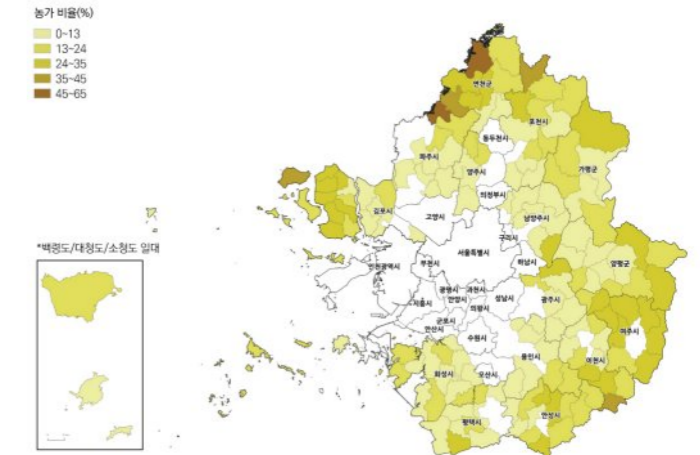 농가 비율(%)
0~13
13~24
24~35
35~45
45~65
연천군
포천시
동두천시
파주시
양주시
가평군
의정부시
김포시
고양시
남양주시
구리시
*백령도/대청도/소청도 일대
서울특별시
하남시
양평군
인천광역시
부천시
광명시
과천시
시흥시
안양시
의왕시
성남시
광주시
군포시
안산시
수원시
여주시
이천시
용인시
화성시
오산시
평택시
안성시